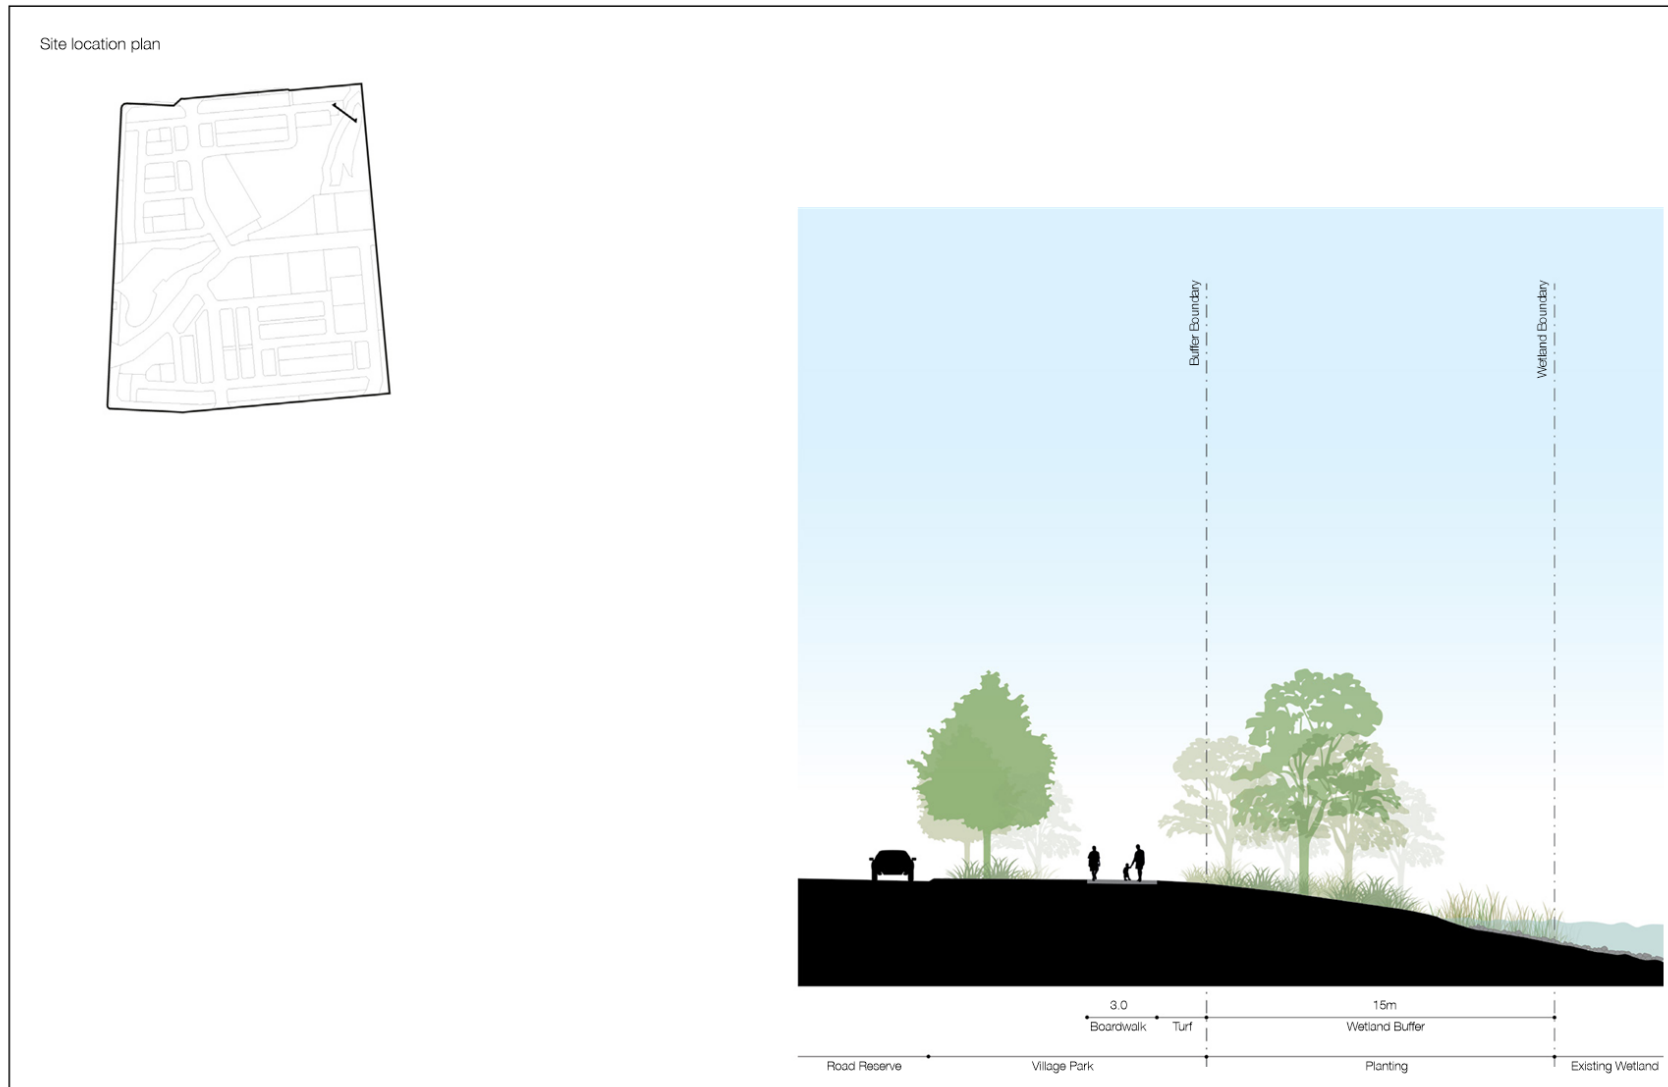 Site location plan
Buffer Boundary
Wetland Boundary
3.0
15m
Boardwalk
Turf
Wetland Buffer
Road Reserve
Village Park
Planting
Existing Wetland